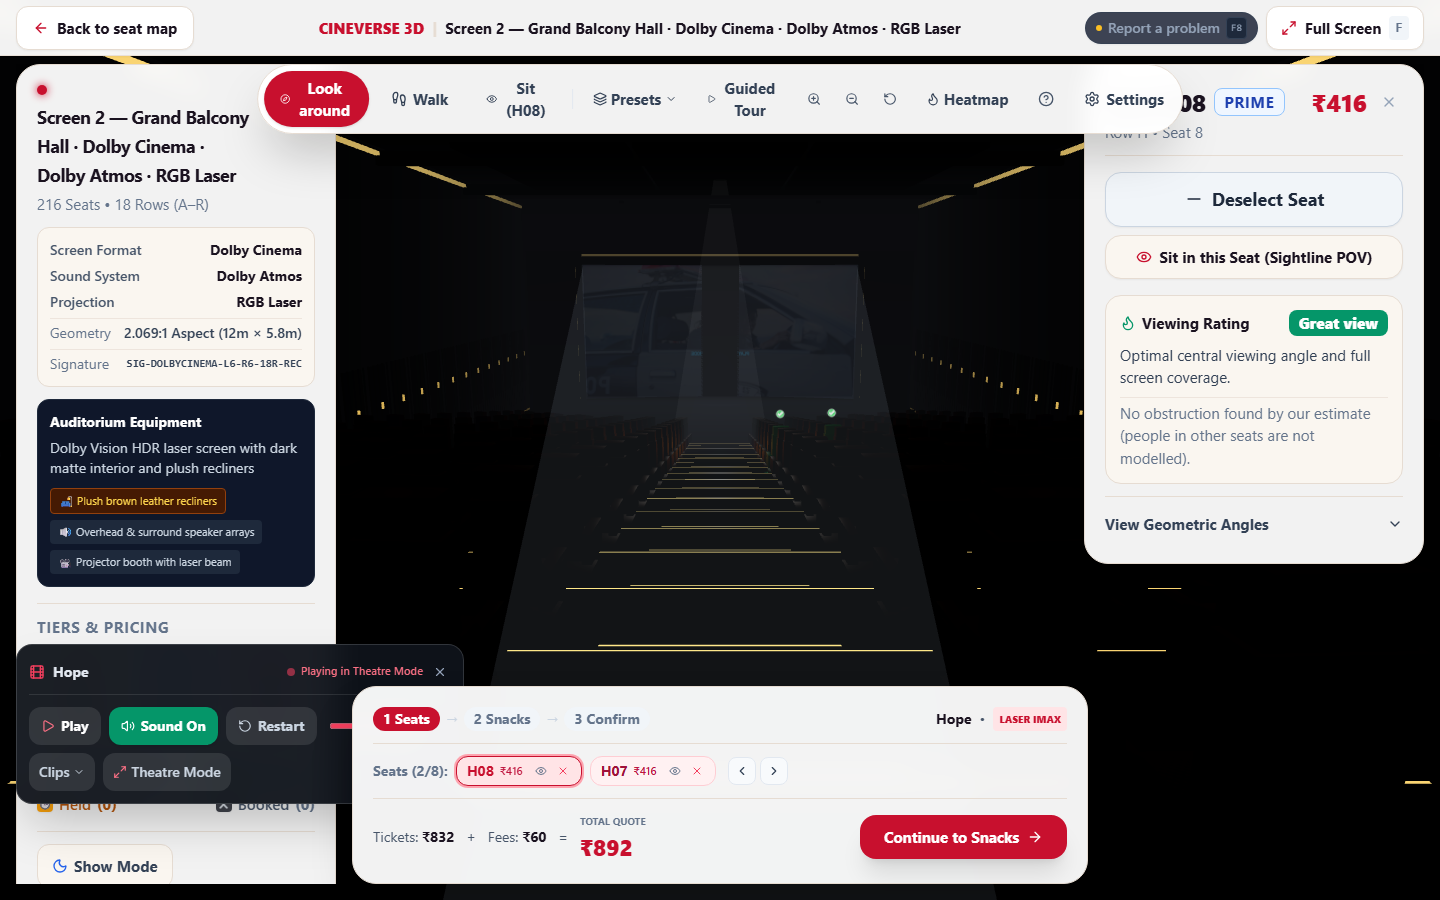 Back to seat map
CINEVERSE 3D | Screen 2 — Grand Balcony Hall · Dolby Cinema · Dolby Atmos · RGB Laser
Report a problem F8
Full Screen F
Look around
Walk
Sit (H08)
Presets
Guided Tour
Heatmap
Settings
Screen 2 — Grand Balcony
Hall · Dolby Cinema ·
Dolby Atmos · RGB Laser
216 Seats • 18 Rows (A–R)
Screen Format Dolby Cinema
Sound System Dolby Atmos
Projection RGB Laser
Geometry 2.069:1 Aspect (12m × 5.8m)
Signature SIG-DOLBYCINEMA-L6-R6-18R-REC
Auditorium Equipment
Dolby Vision HDR laser screen with dark
matte interior and plush recliners
Plush brown leather recliners
Overhead & surround speaker arrays
Projector booth with laser beam
TIERS & PRICING
Hope
Playing in Theatre Mode
Play
Sound On
Restart
Clips
Theatre Mode
Held (0)
Booked (0)
Show Mode
08 PRIME ₹416
Row H • Seat 8
Deselect Seat
Sit in this Seat (Sightline POV)
Viewing Rating Great view
Optimal central viewing angle and full
screen coverage.
No obstruction found by our estimate
(people in other seats are not
modelled).
View Geometric Angles
1 Seats → 2 Snacks → 3 Confirm
Hope • LASER IMAX
Seats (2/8): H08 ₹416 H07 ₹416
Tickets: ₹832 + Fees: ₹60 =
TOTAL QUOTE
₹892
Continue to Snacks